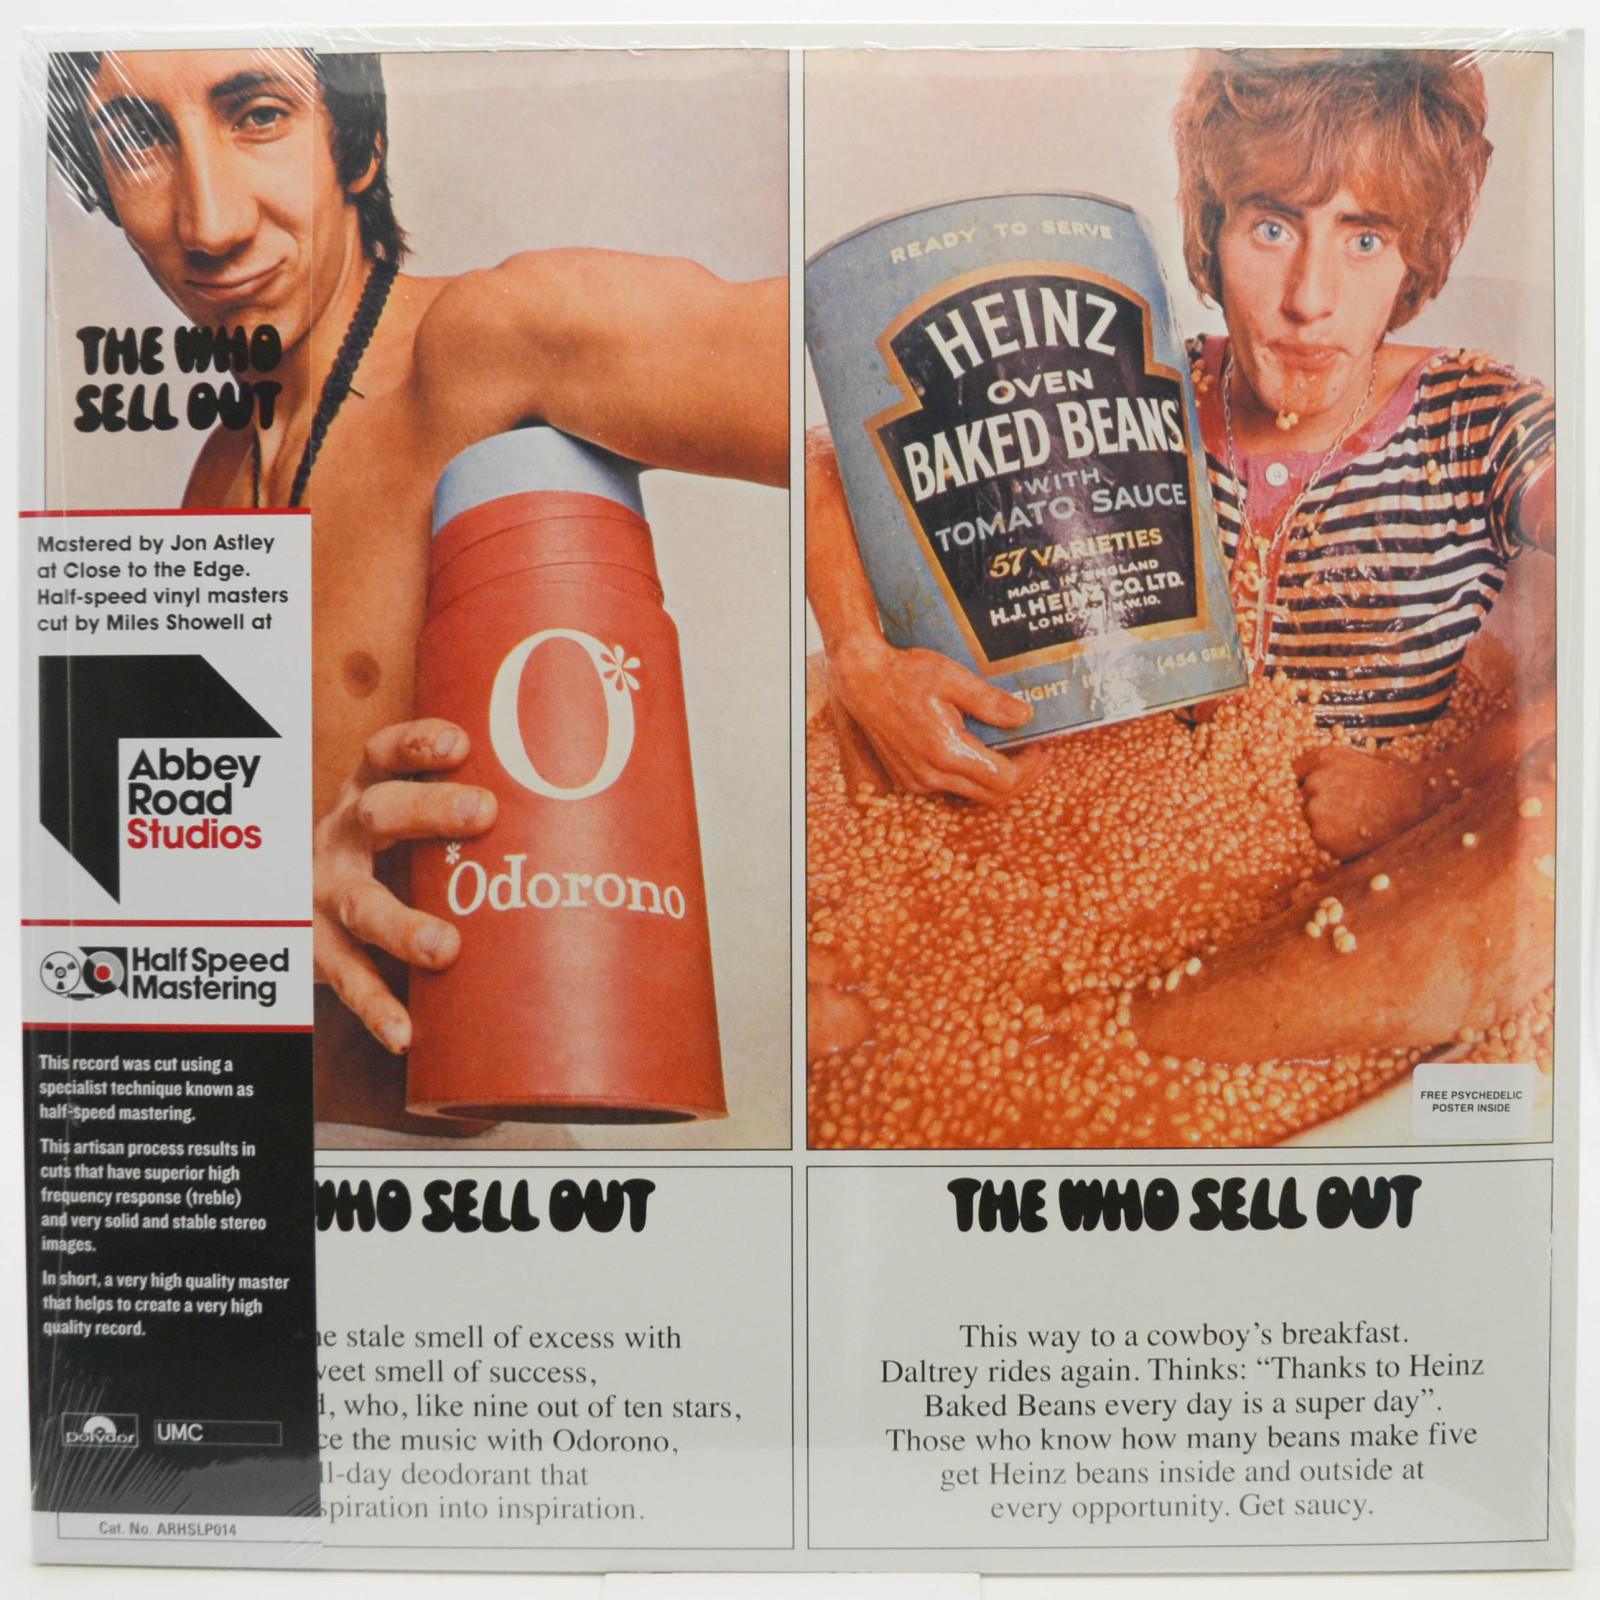 THE WHO
SELL OUT
Mastered by Jon Astley
at Close to the Edge.
Half-speed vinyl masters
cut by Miles Showell at
Abbey
Road
Studios
Half Speed
Mastering
This record was cut using a
specialist technique known as
half-speed mastering.
This artisan process results in
cuts that have superior high
frequency response (treble)
and very solid and stable stereo
images.
In short, a very high quality master
that helps to create a very high
quality record.
polydor
UMC
Cat. No. ARHSLP014
O*
*Odorono
WHO SELL OUT
stale smell of excess with
smell of success,
who, like nine out of ten stars,
the music with Odorono,
deodorant that
into inspiration.
READY TO SERVE
HEINZ
OVEN
BAKED BEANS
WITH
TOMATO SAUCE
57 VARIETIES
MADE IN ENGLAND
H.J. HEINZ CO. LTD.
LONDON N.W.10.
(454 GRM)
FREE PSYCHEDELIC
POSTER INSIDE
THE WHO SELL OUT
This way to a cowboy's breakfast.
Daltrey rides again. Thinks: “Thanks to Heinz
Baked Beans every day is a super day”.
Those who know how many beans make five
get Heinz beans inside and outside at
every opportunity. Get saucy.